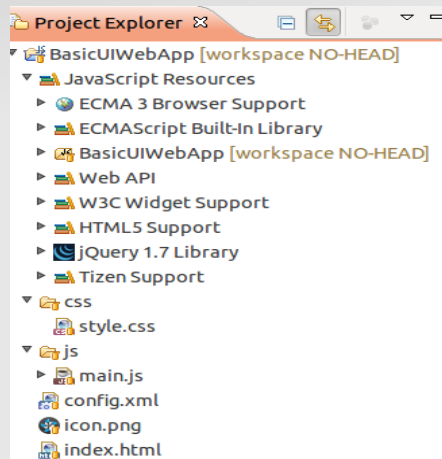 Project Explorer
BasicUIWebApp [workspace NO-HEAD]
JavaScript Resources
ECMA 3 Browser Support
ECMAScript Built-In Library
BasicUIWebApp [workspace NO-HEAD]
Web API
W3C Widget Support
HTML5 Support
jQuery 1.7 Library
Tizen Support
css
style.css
js
main.js
config.xml
icon.png
index.html